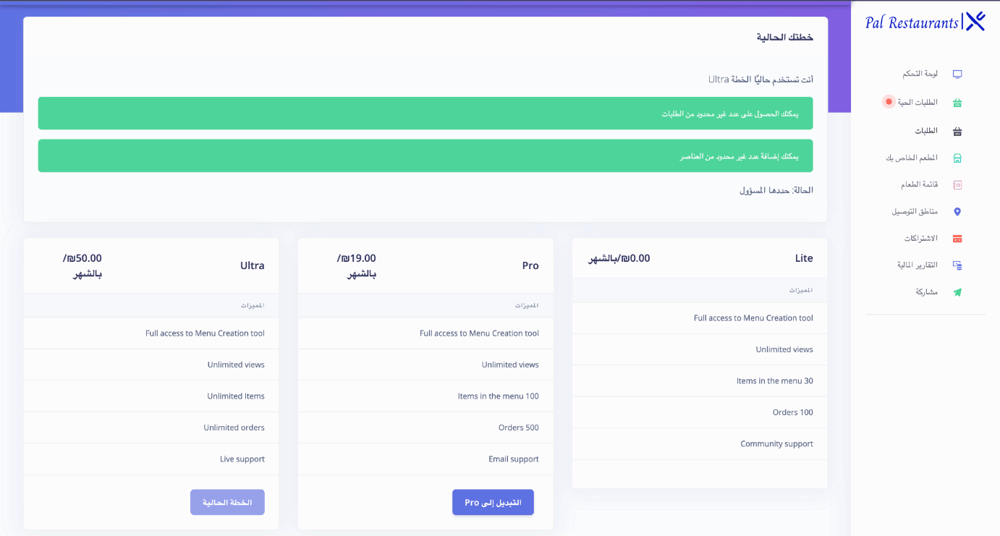 Pal Restaurants
لوحة التحكم
الطلبات الحية
الطلبات
المطعم الخاص بك
قائمة الطعام
مناطق التوصيل
الاشتراكات
التقارير المالية
مشاركة
خطتك الحالية
أنت تستخدم حاليًا الخطة Ultra
يمكنك الحصول على عدد غير محدود من الطلبات
يمكنك إضافة عدد غير محدود من العناصر
الحالة: حددها المسؤول
Lite
₪0.00/بالشهر
المميزات
Full access to Menu Creation tool
Unlimited views
Items in the menu 30
Orders 100
Community support
Pro
₪19.00/
بالشهر
المميزات
Full access to Menu Creation tool
Unlimited views
Items in the menu 100
Orders 500
Email support
التبديل إلى Pro
Ultra
₪50.00/
بالشهر
المميزات
Full access to Menu Creation tool
Unlimited views
Unlimited Items
Unlimited orders
Live support
الخطة الحالية